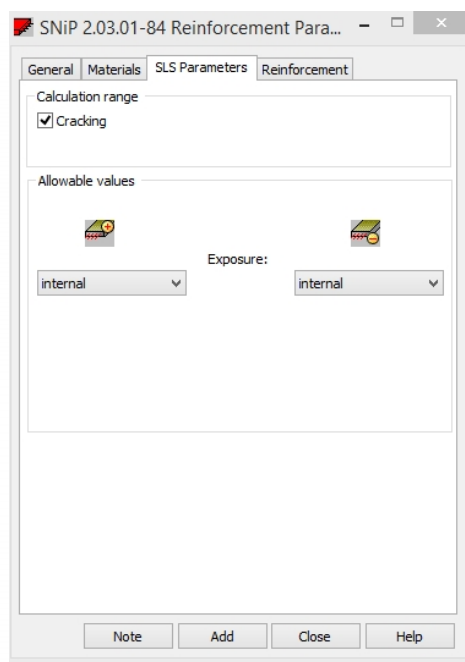 SNiP 2.03.01-84 Reinforcement Para...
General Materials SLS Parameters Reinforcement
Calculation range
Cracking
Allowable values
Exposure:
internal internal
Note Add Close Help